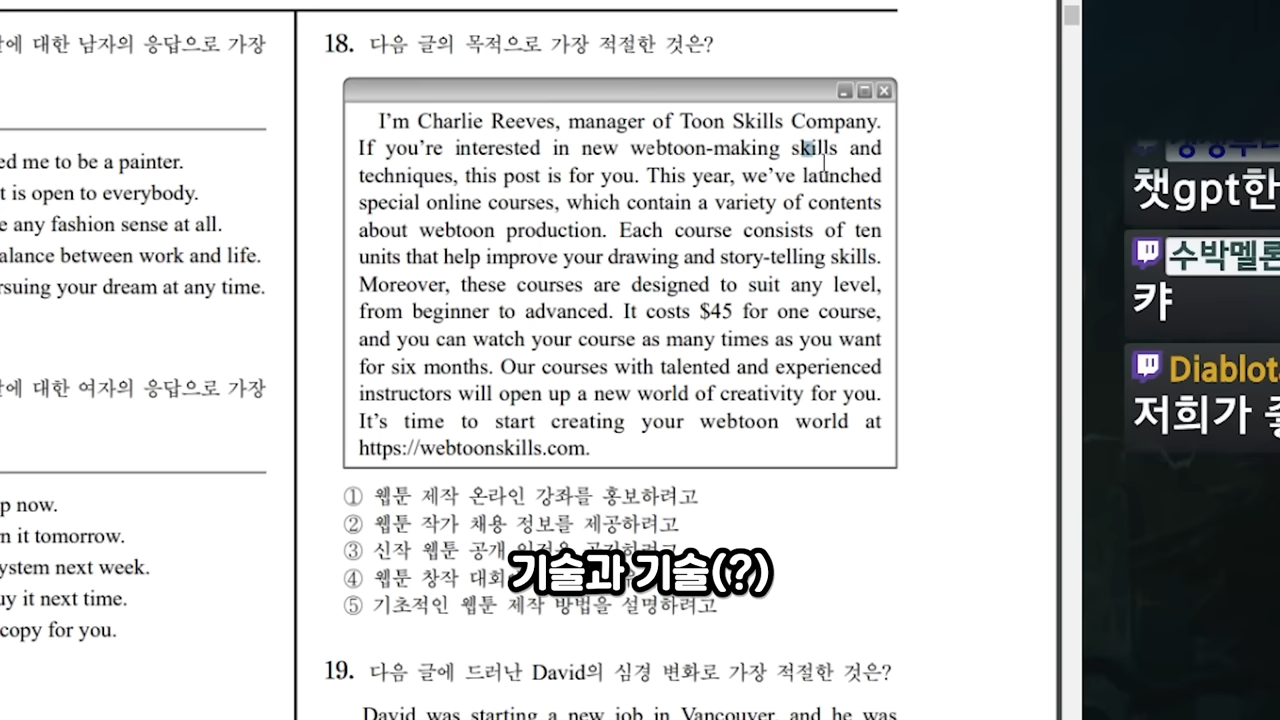 에 대한 남자의 응답으로 가장
ed me to be a painter.
t is open to everybody.
e any fashion sense at all.
alance between work and life.
rsuing your dream at any time.
에 대한 여자의 응답으로 가장
p now.
n it tomorrow.
ystem next week.
uy it next time.
copy for you.
18. 다음 글의 목적으로 가장 적절한 것은?
I'm Charlie Reeves, manager of Toon Skills Company.
If you're interested in new webtoon-making skills and
techniques, this post is for you. This year, we've launched
special online courses, which contain a variety of contents
about webtoon production. Each course consists of ten
units that help improve your drawing and story-telling skills.
Moreover, these courses are designed to suit any level,
from beginner to advanced. It costs $45 for one course,
and you can watch your course as many times as you want
for six months. Our courses with talented and experienced
instructors will open up a new world of creativity for you.
It's time to start creating your webtoon world at
https://webtoonskills.com.
① 웹툰 제작 온라인 강좌를 홍보하려고
② 웹툰 작가 채용 정보를 제공하려고
③ 신작 웹툰 공개
④ 웹툰 창작 대회
⑤ 기초적인 웹툰 제작 방법을 설명하려고
기술과 기술(?)
19. 다음 글에 드러난 David의 심경 변화로 가장 적절한 것은?
David was starting a new job in Vancouver, and he was
챗gpt한
수박멜론
캬
Diablot
저희가